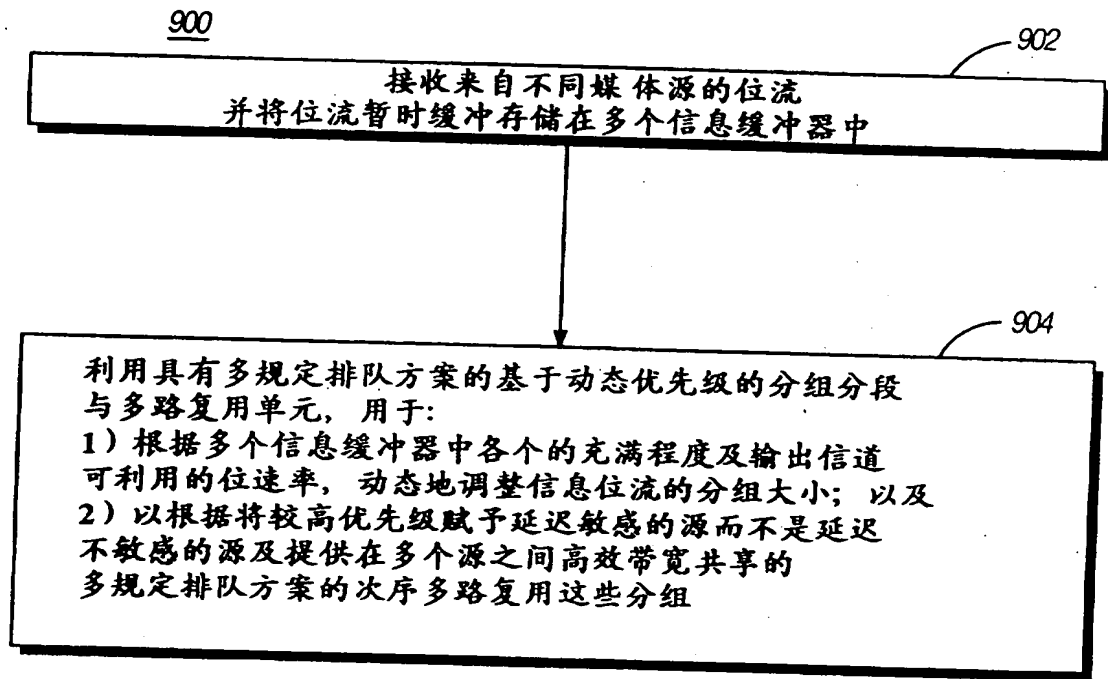 900
902
接收来自不同媒体源的位流
并将位流暂时缓冲存储在多个信息缓冲器中
904
利用具有多规定排队方案的基于动态优先级的分组分段
与多路复用单元，用于:
1）根据多个信息缓冲器中各个的充满程度及输出信道
可利用的位速率，动态地调整信息位流的分组大小；以及
2）以根据将较高优先级赋予延迟敏感的源而不是延迟
不敏感的源及提供在多个源之间高效带宽共享的
多规定排队方案的次序多路复用这些分组